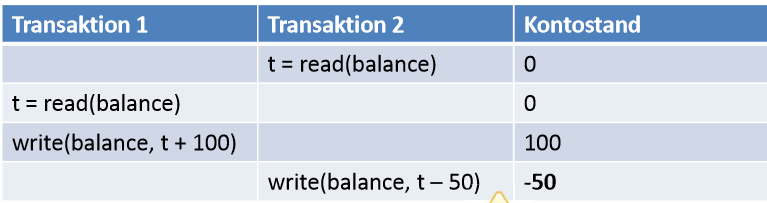 Transaktion 1 Transaktion 2 Kontostand
t = read(balance) 0
t = read(balance) 0
write(balance, t + 100) 100
write(balance, t – 50) -50